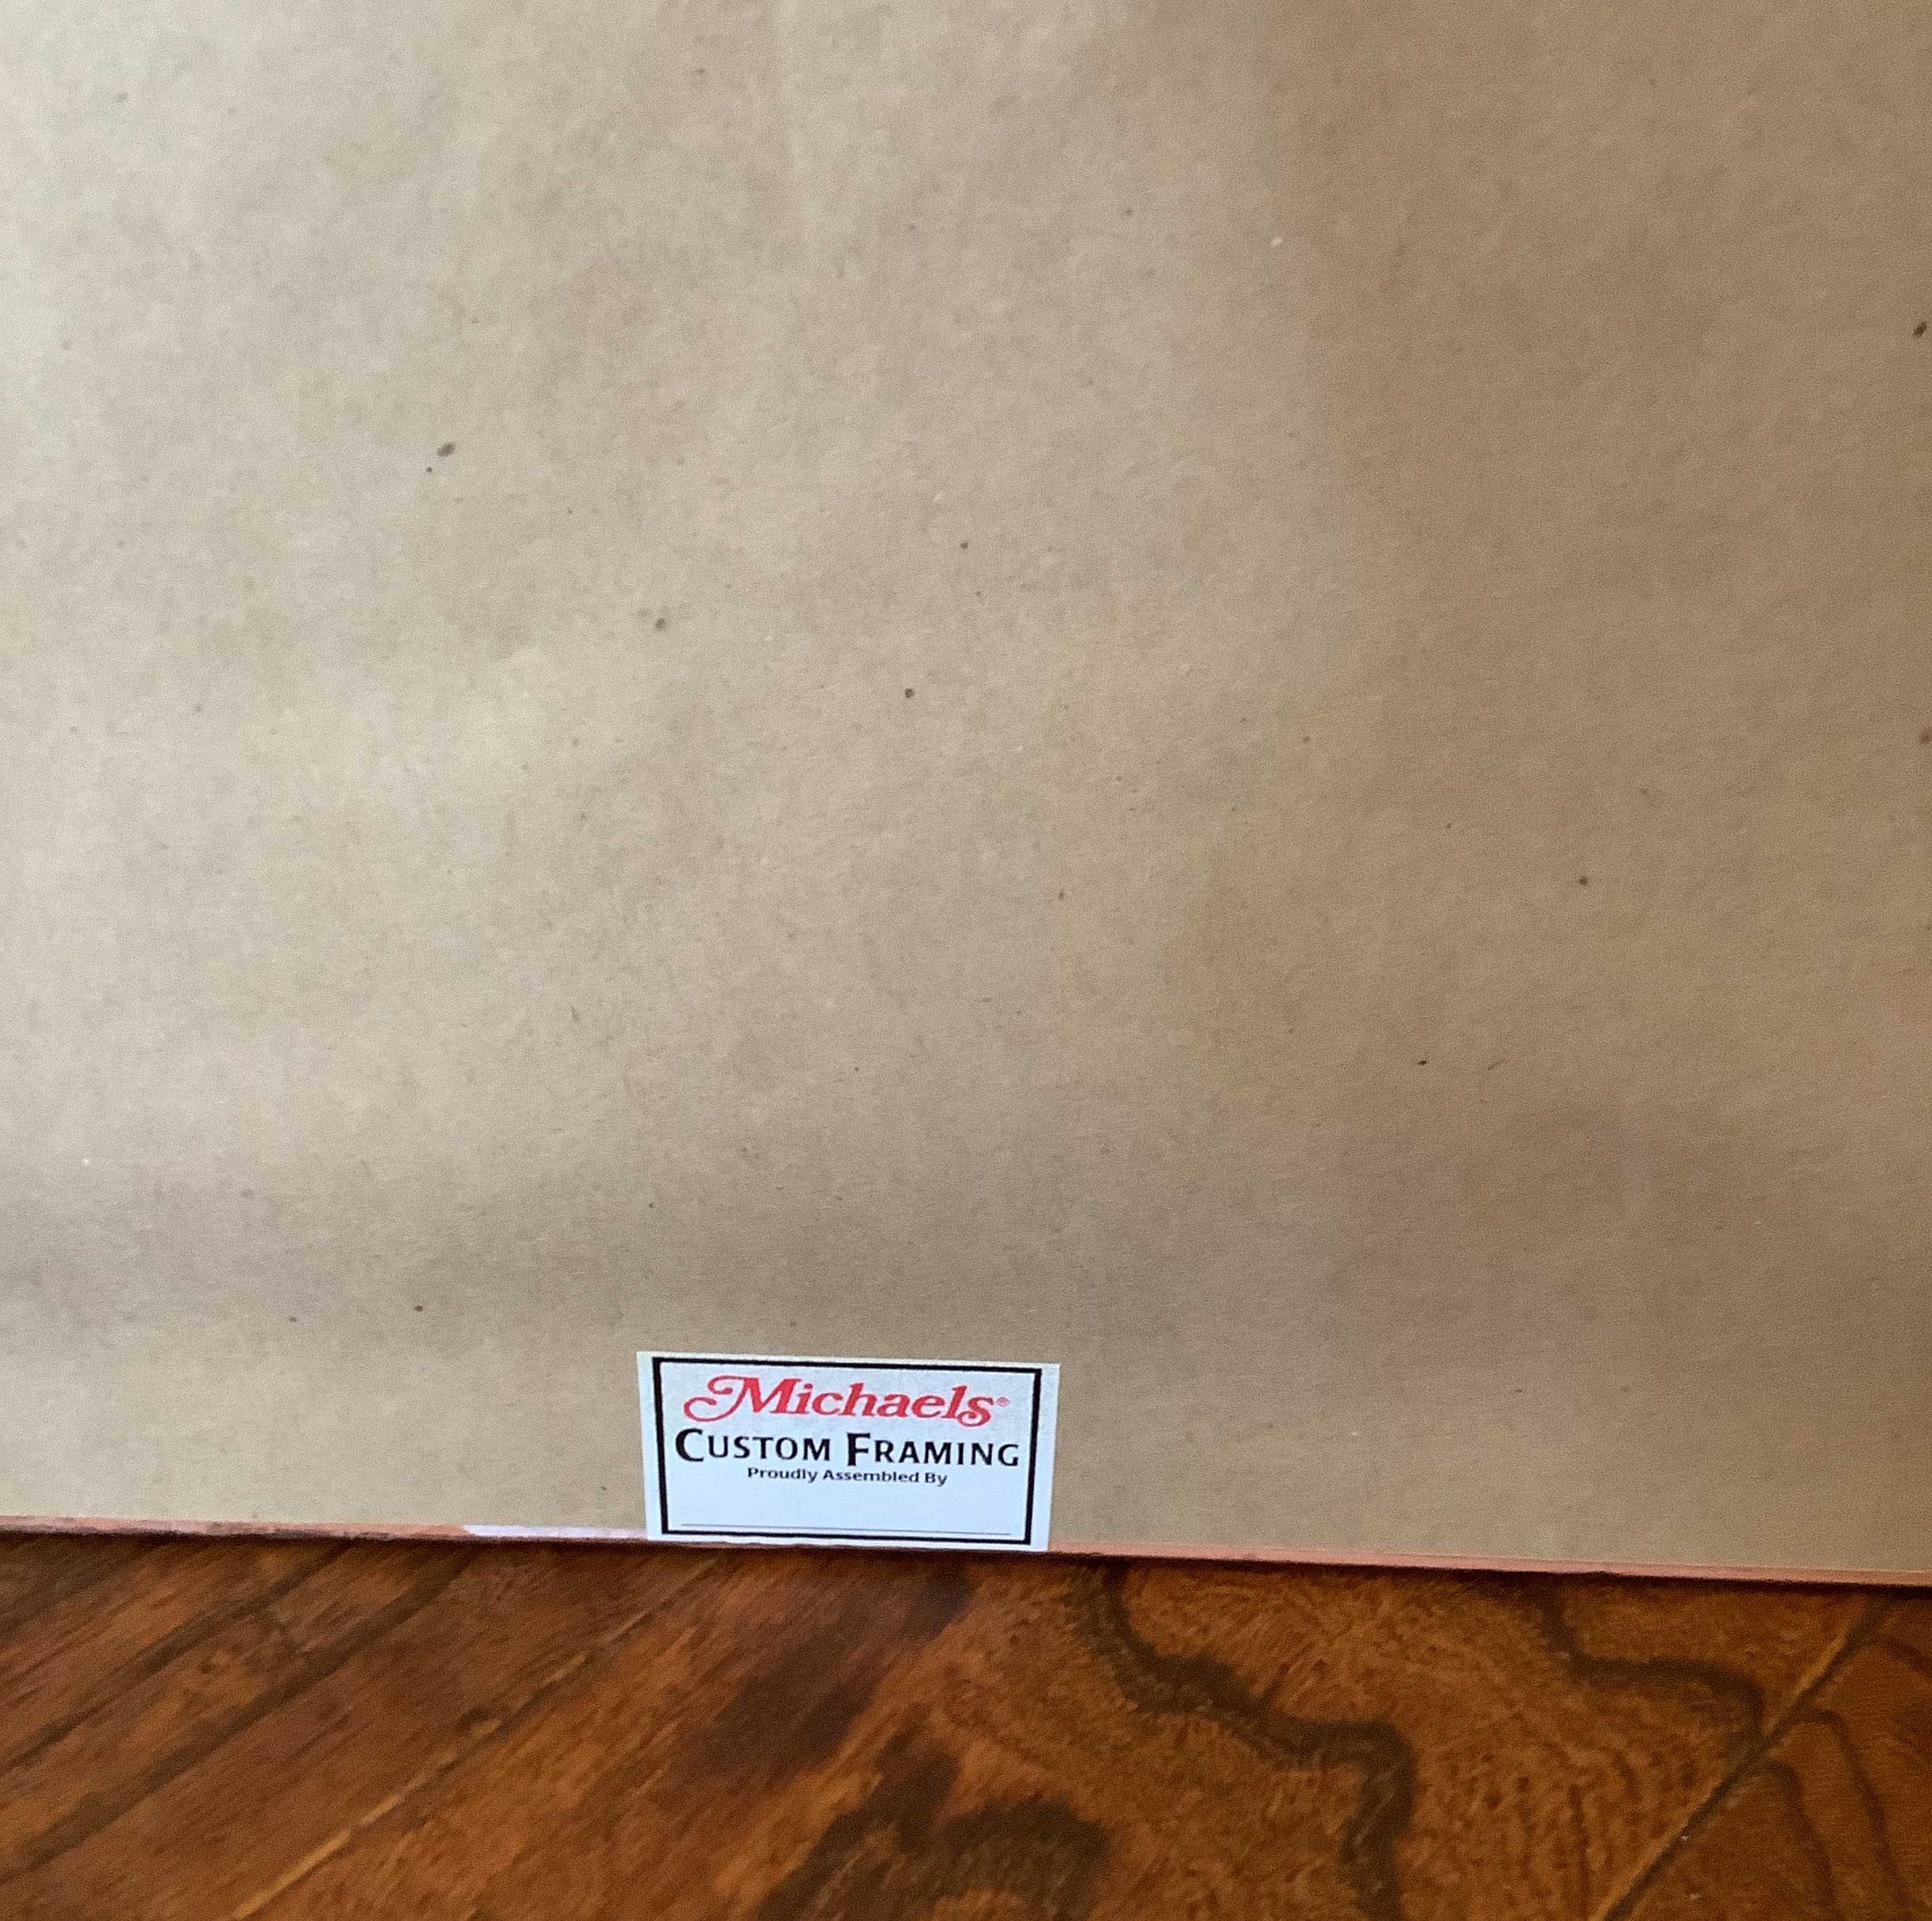 Michaels®
CUSTOM FRAMING
Proudly Assembled By